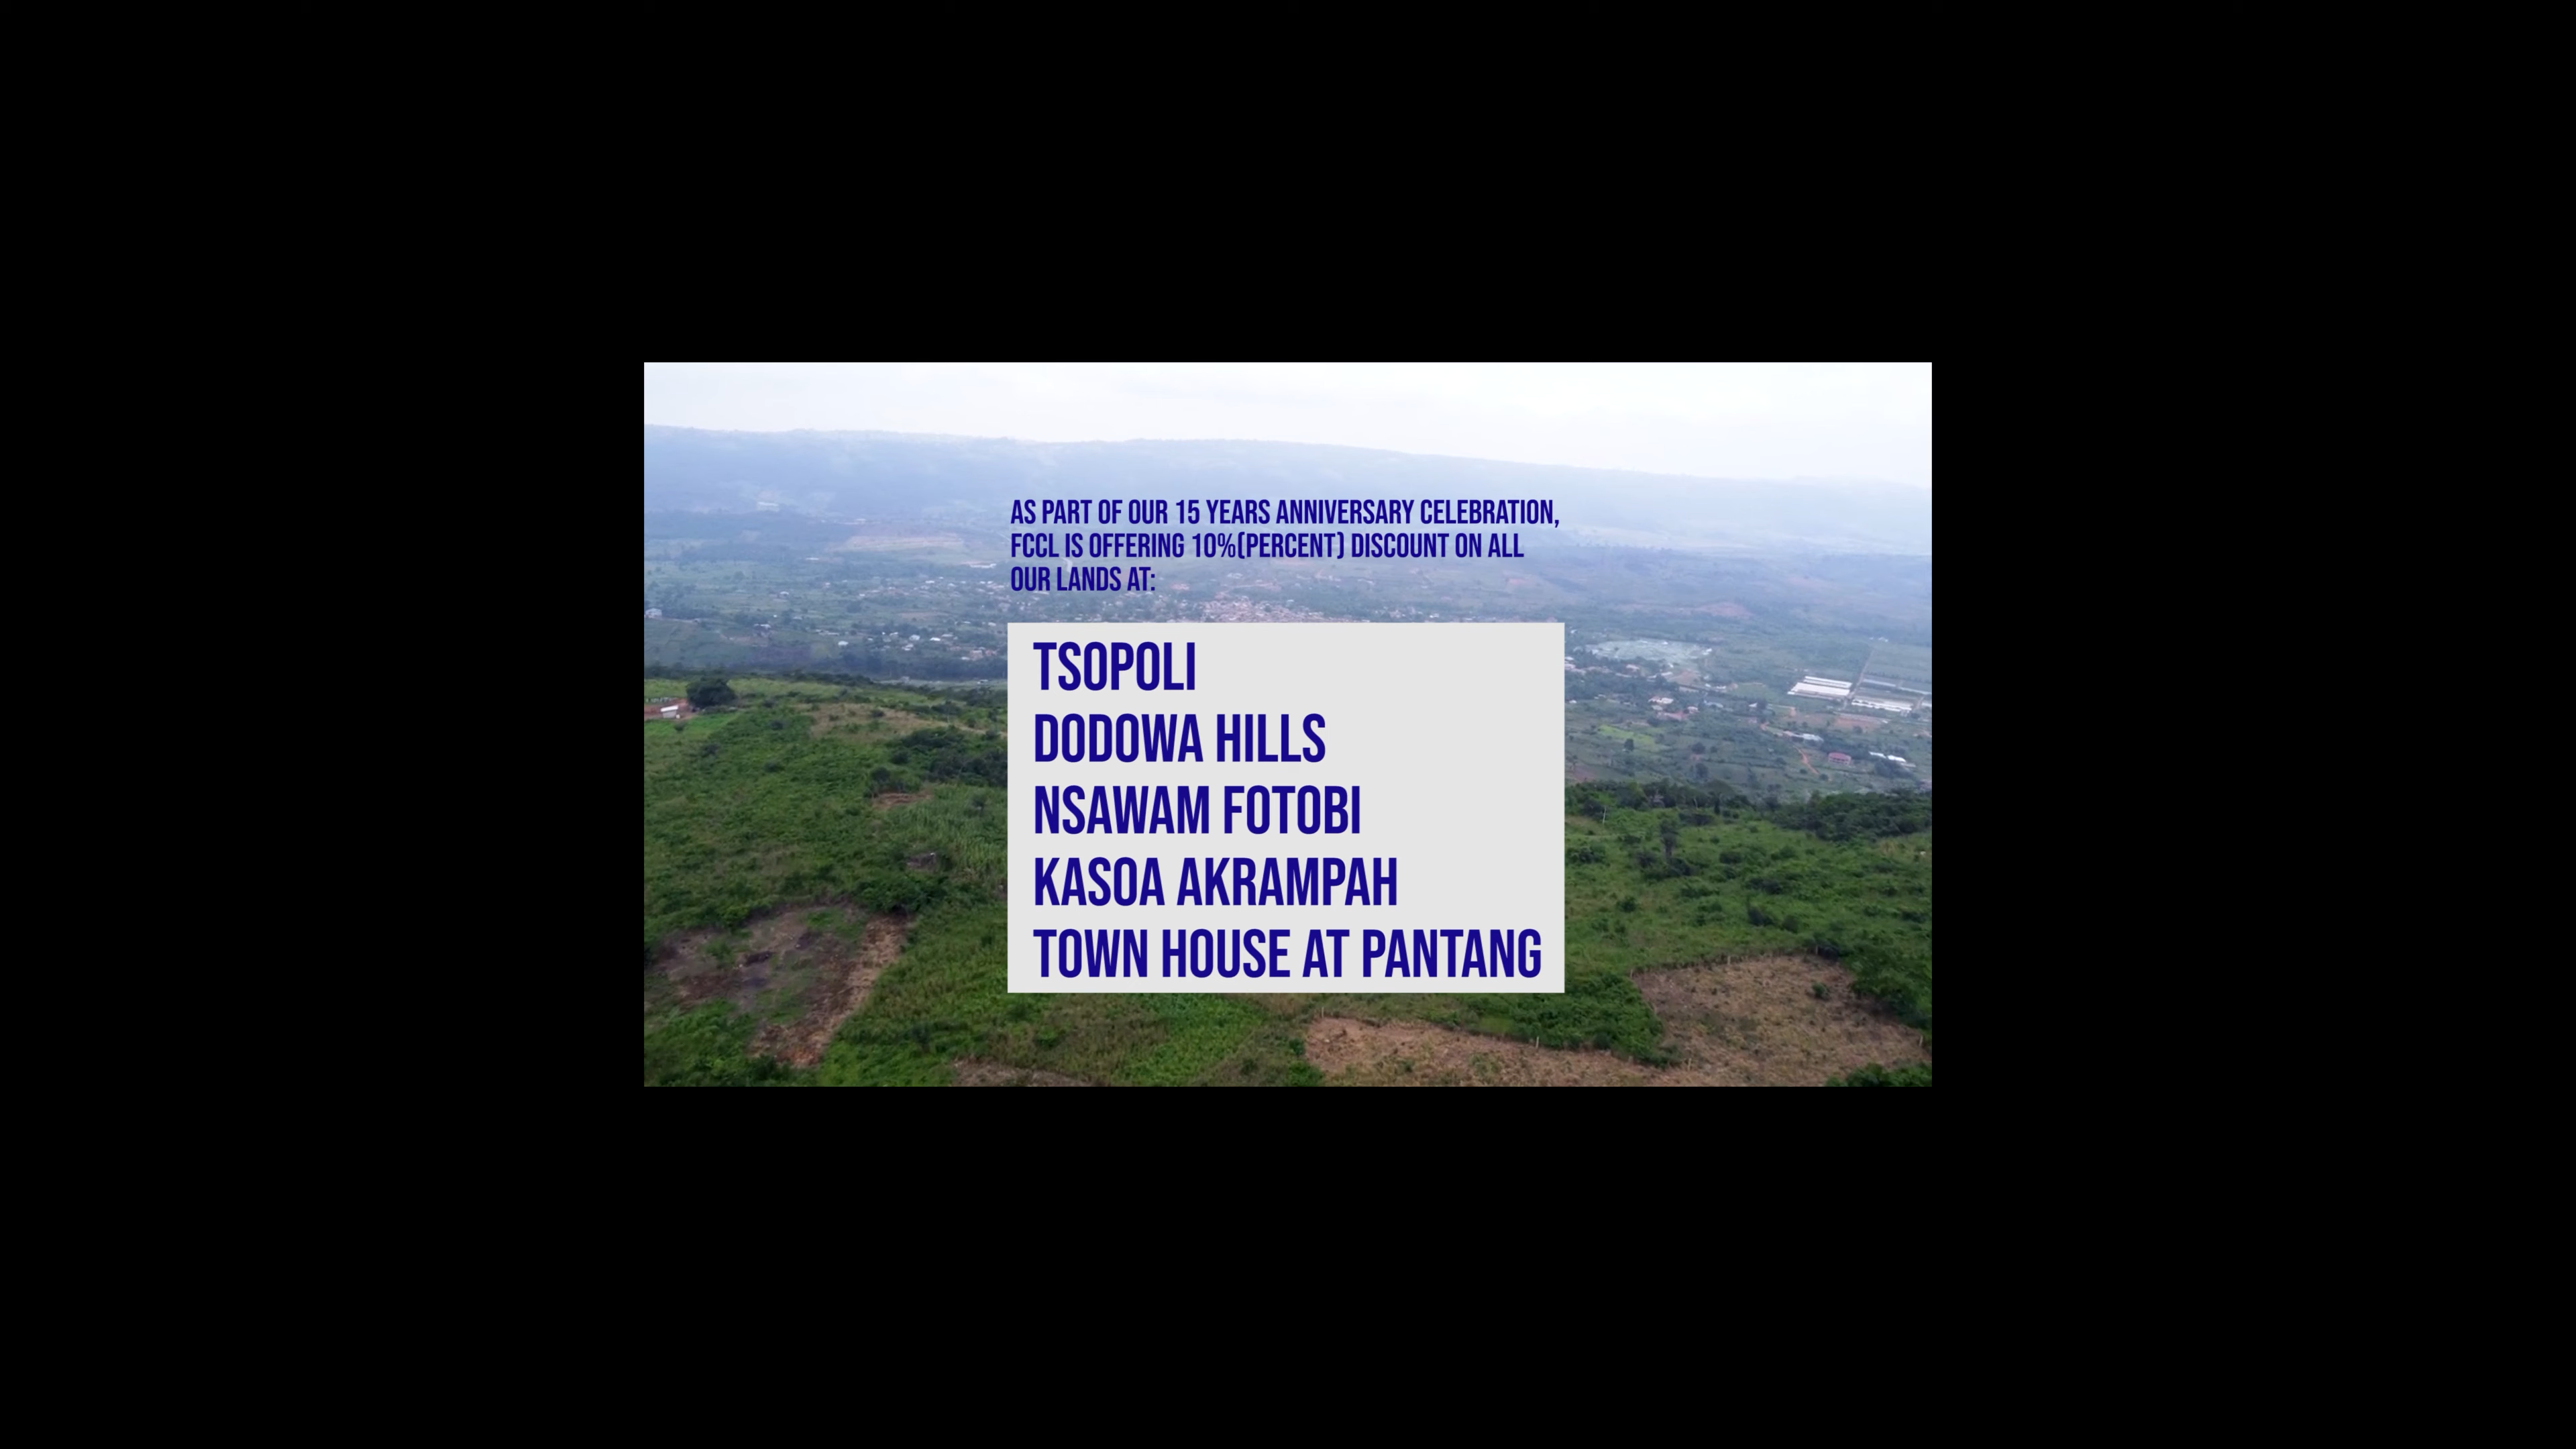 AS PART OF OUR 15 YEARS ANNIVERSARY CELEBRATION,
FCCL IS OFFERING 10%(PERCENT) DISCOUNT ON ALL
OUR LANDS AT:
TSOPOLI
DODOWA HILLS
NSAWAM FOTOBI
KASOA AKRAMPAH
TOWN HOUSE AT PANTANG